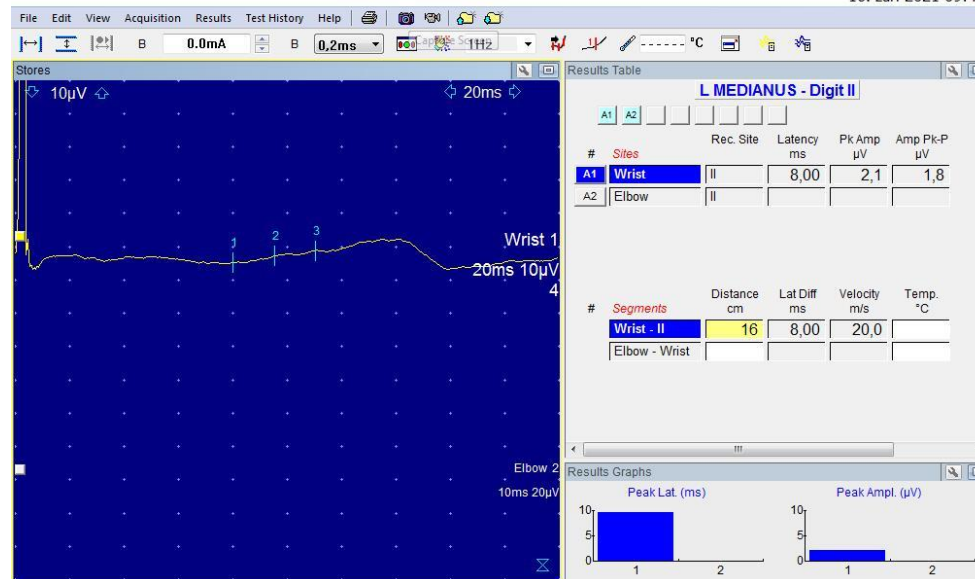 File Edit View Acquisition Results Test History Help
B 0.0mA B 0,2ms 1Hz ------ °C
Stores
10µV 20ms
1 2 3
Wrist 1
20ms 10µV
4
Elbow 2
10ms 20µV
Results Table
L MEDIANUS - Digit II
A1 A2
Rec. Site Latency Pk Amp Amp Pk-P
# Sites ms µV µV
A1 Wrist II 8,00 2,1 1,8
A2 Elbow II
Distance Lat Diff Velocity Temp.
# Segments cm ms m/s °C
Wrist - II 16 8,00 20,0
Elbow - Wrist
Results Graphs
Peak Lat. (ms) Peak Ampl. (µV)
10 10
5 5
0 0
1 2 1 2